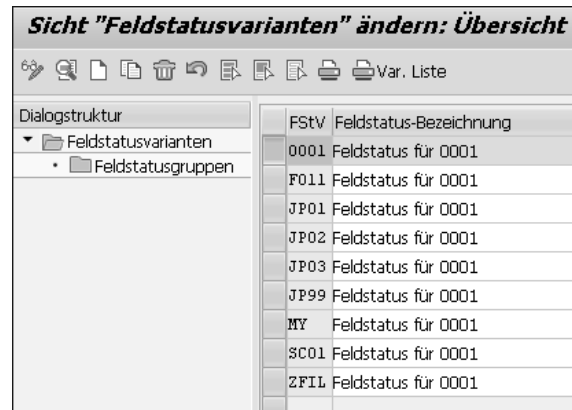 Sicht "Feldstatusvarianten" ändern: Übersicht
Var. Liste
Dialogstruktur
Feldstatusvarianten
Feldstatusgruppen
FStV Feldstatus-Bezeichnung
0001 Feldstatus für 0001
F011 Feldstatus für 0001
JP01 Feldstatus für 0001
JP02 Feldstatus für 0001
JP03 Feldstatus für 0001
JP99 Feldstatus für 0001
MY Feldstatus für 0001
SC01 Feldstatus für 0001
ZFIL Feldstatus für 0001